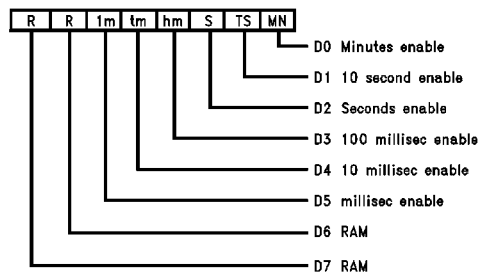 R R 1m tm hm S TS MN
D0 Minutes enable
D1 10 second enable
D2 Seconds enable
D3 100 millisec enable
D4 10 millisec enable
D5 millisec enable
D6 RAM
D7 RAM